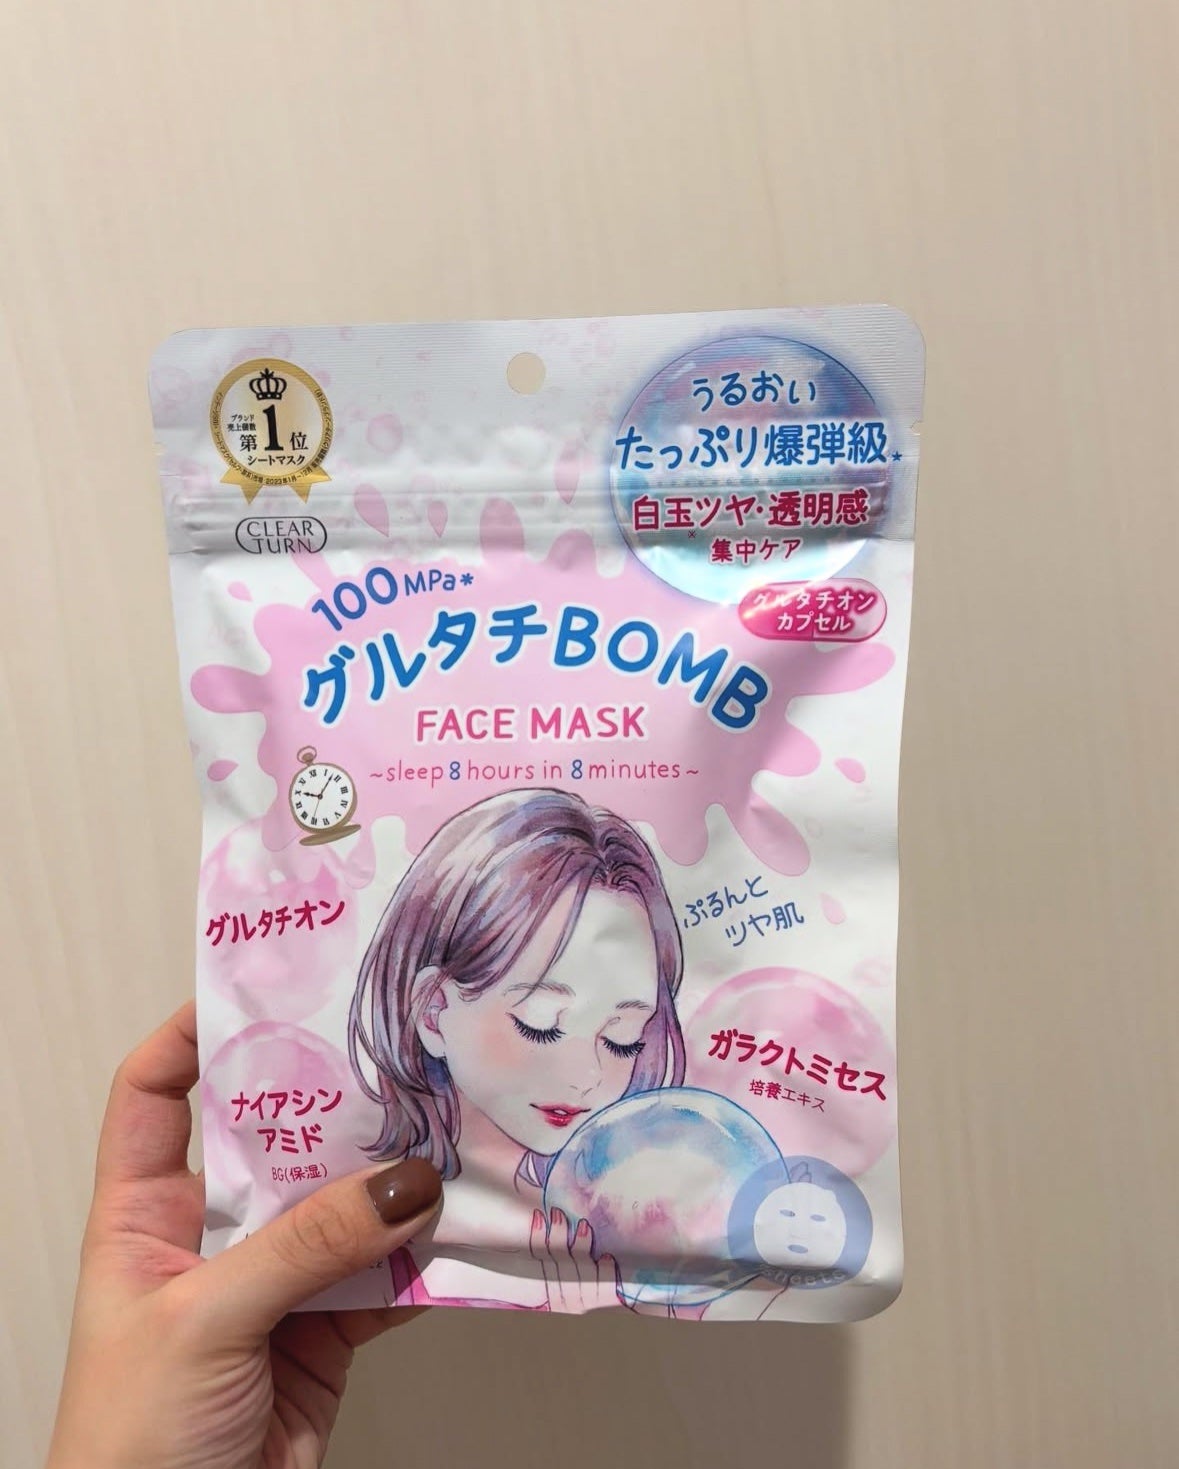 ブランド
売上個数
第1位
シートマスク
CLEAR
TURN
うるおい
たっぷり爆弾級*
白玉ツヤ・透明感
※
集中ケア
グルタチオン
カプセル
100MPa*
グルタチBOMB
FACE MASK
~sleep 8 hours in 8 minutes~
ぷるんと
ツヤ肌
グルタチオン
ガラクトミセス
培養エキス
ナイアシン
アミド
BG(保湿)